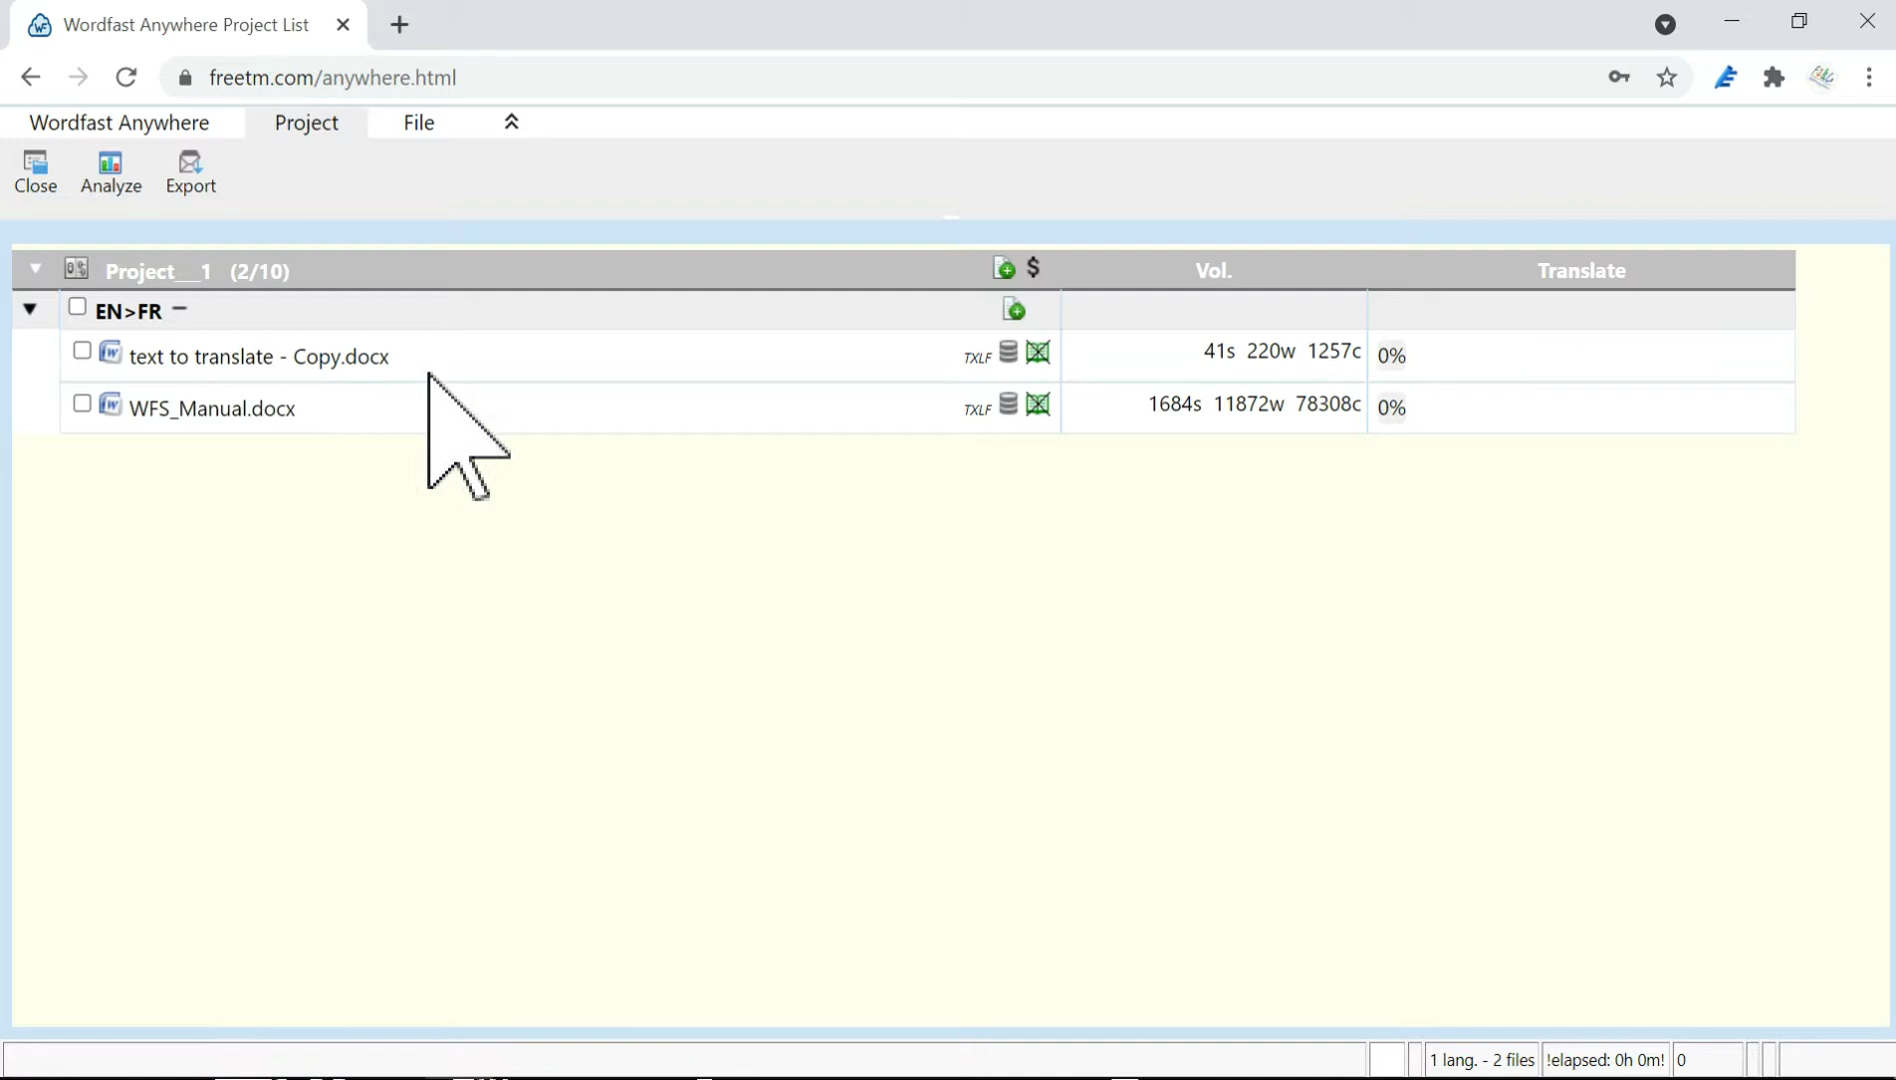 Wordfast Anywhere Project List
freetm.com/anywhere.html
Wordfast Anywhere Project File
Close Analyze Export
Project__1 (2/10) $ Vol. Translate
EN>FR
text to translate - Copy.docx TXLF 41s 220w 1257c 0%
WFS_Manual.docx TXLF 1684s 11872w 78308c 0%
1 lang. - 2 files !elapsed: 0h 0m! 0